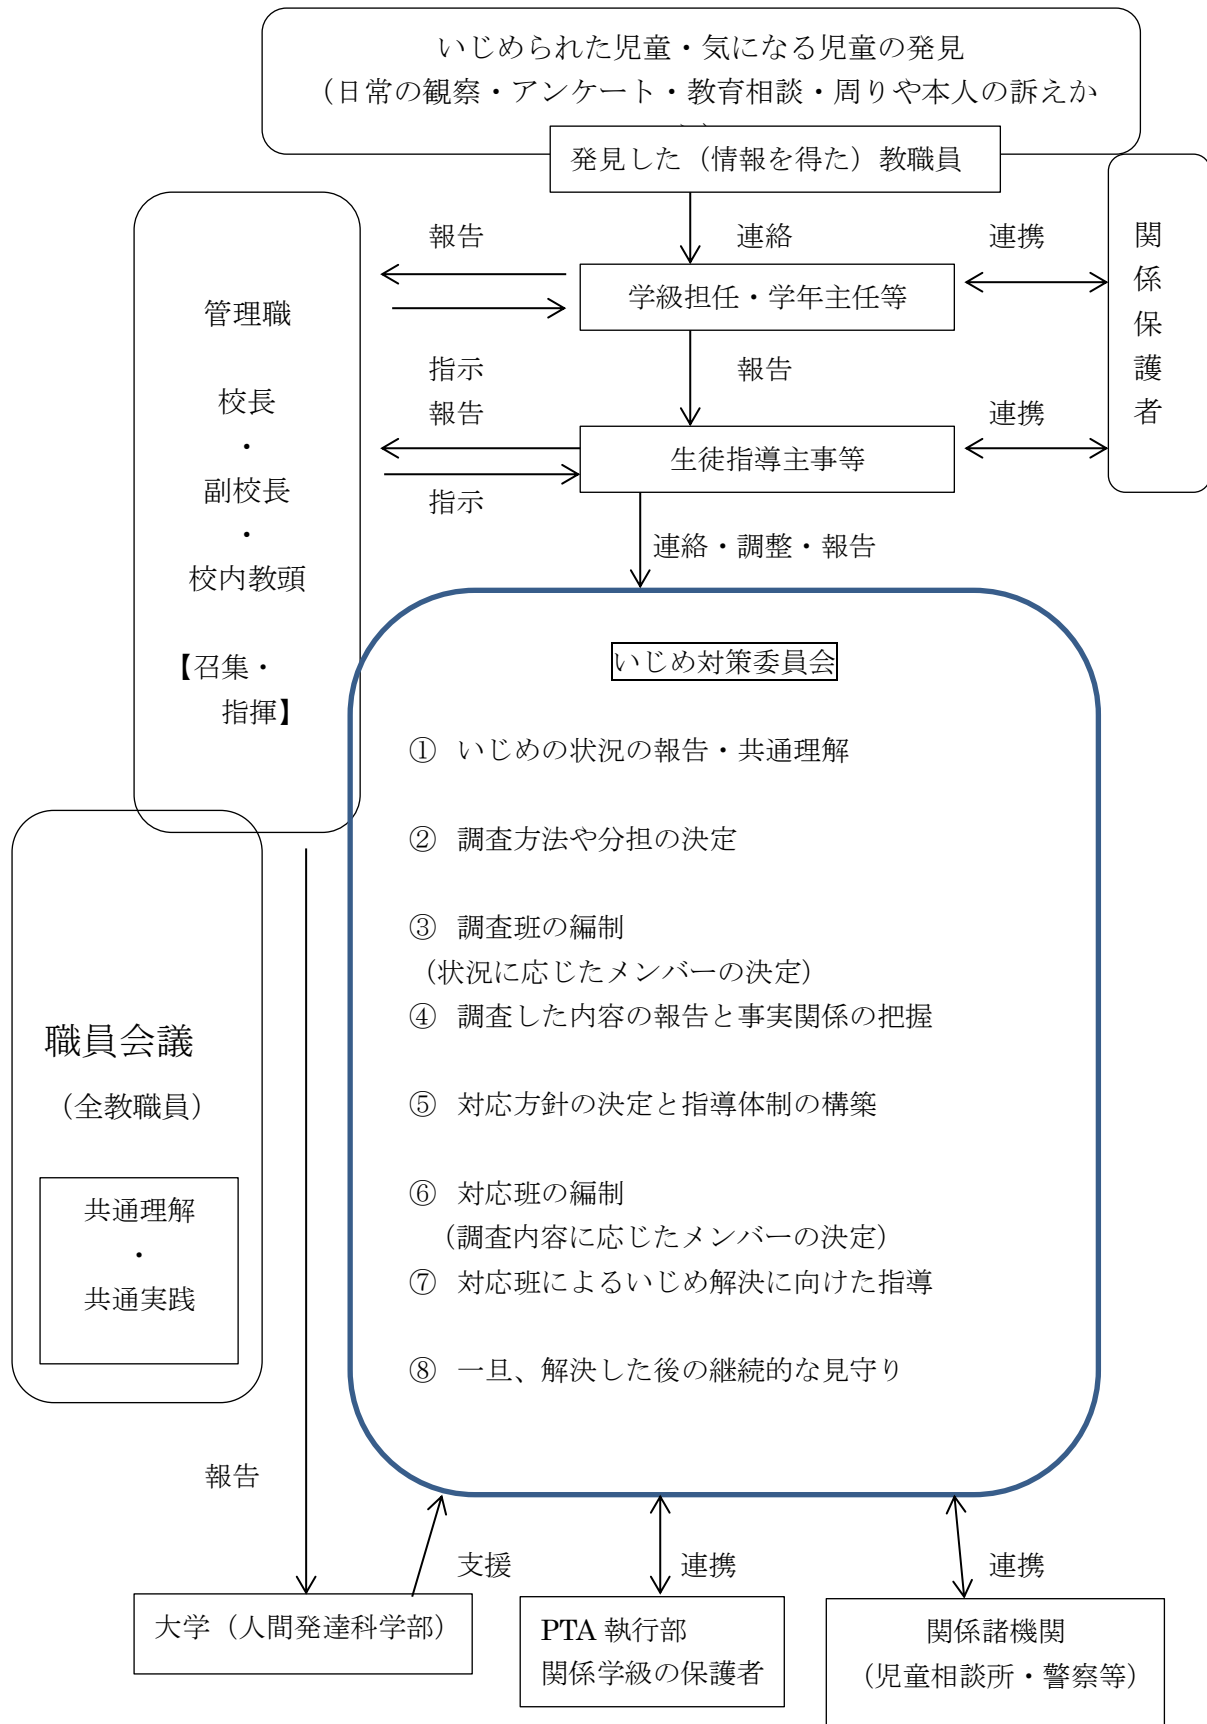 いじめられた児童・気になる児童の発見
（日常の観察・アンケート・教育相談・周りや本人の訴えか
発見した（情報を得た）教職員
報告
連絡
連携
学級担任・学年主任等
関係保護者
管理職
指示
報告
報告
連携
校長
・
副校長
・
校内教頭
生徒指導主事等
指示
連絡・調整・報告
【召集・
指揮】
いじめ対策委員会
① いじめの状況の報告・共通理解
② 調査方法や分担の決定
③ 調査班の編制
（状況に応じたメンバーの決定）
④ 調査した内容の報告と事実関係の把握
⑤ 対応方針の決定と指導体制の構築
⑥ 対応班の編制
（調査内容に応じたメンバーの決定）
⑦ 対応班によるいじめ解決に向けた指導
⑧ 一旦、解決した後の継続的な見守り
職員会議
（全教職員）
共通理解
・
共通実践
報告
支援
連携
連携
大学（人間発達科学部）
PTA 執行部
関係学級の保護者
関係諸機関
（児童相談所・警察等）